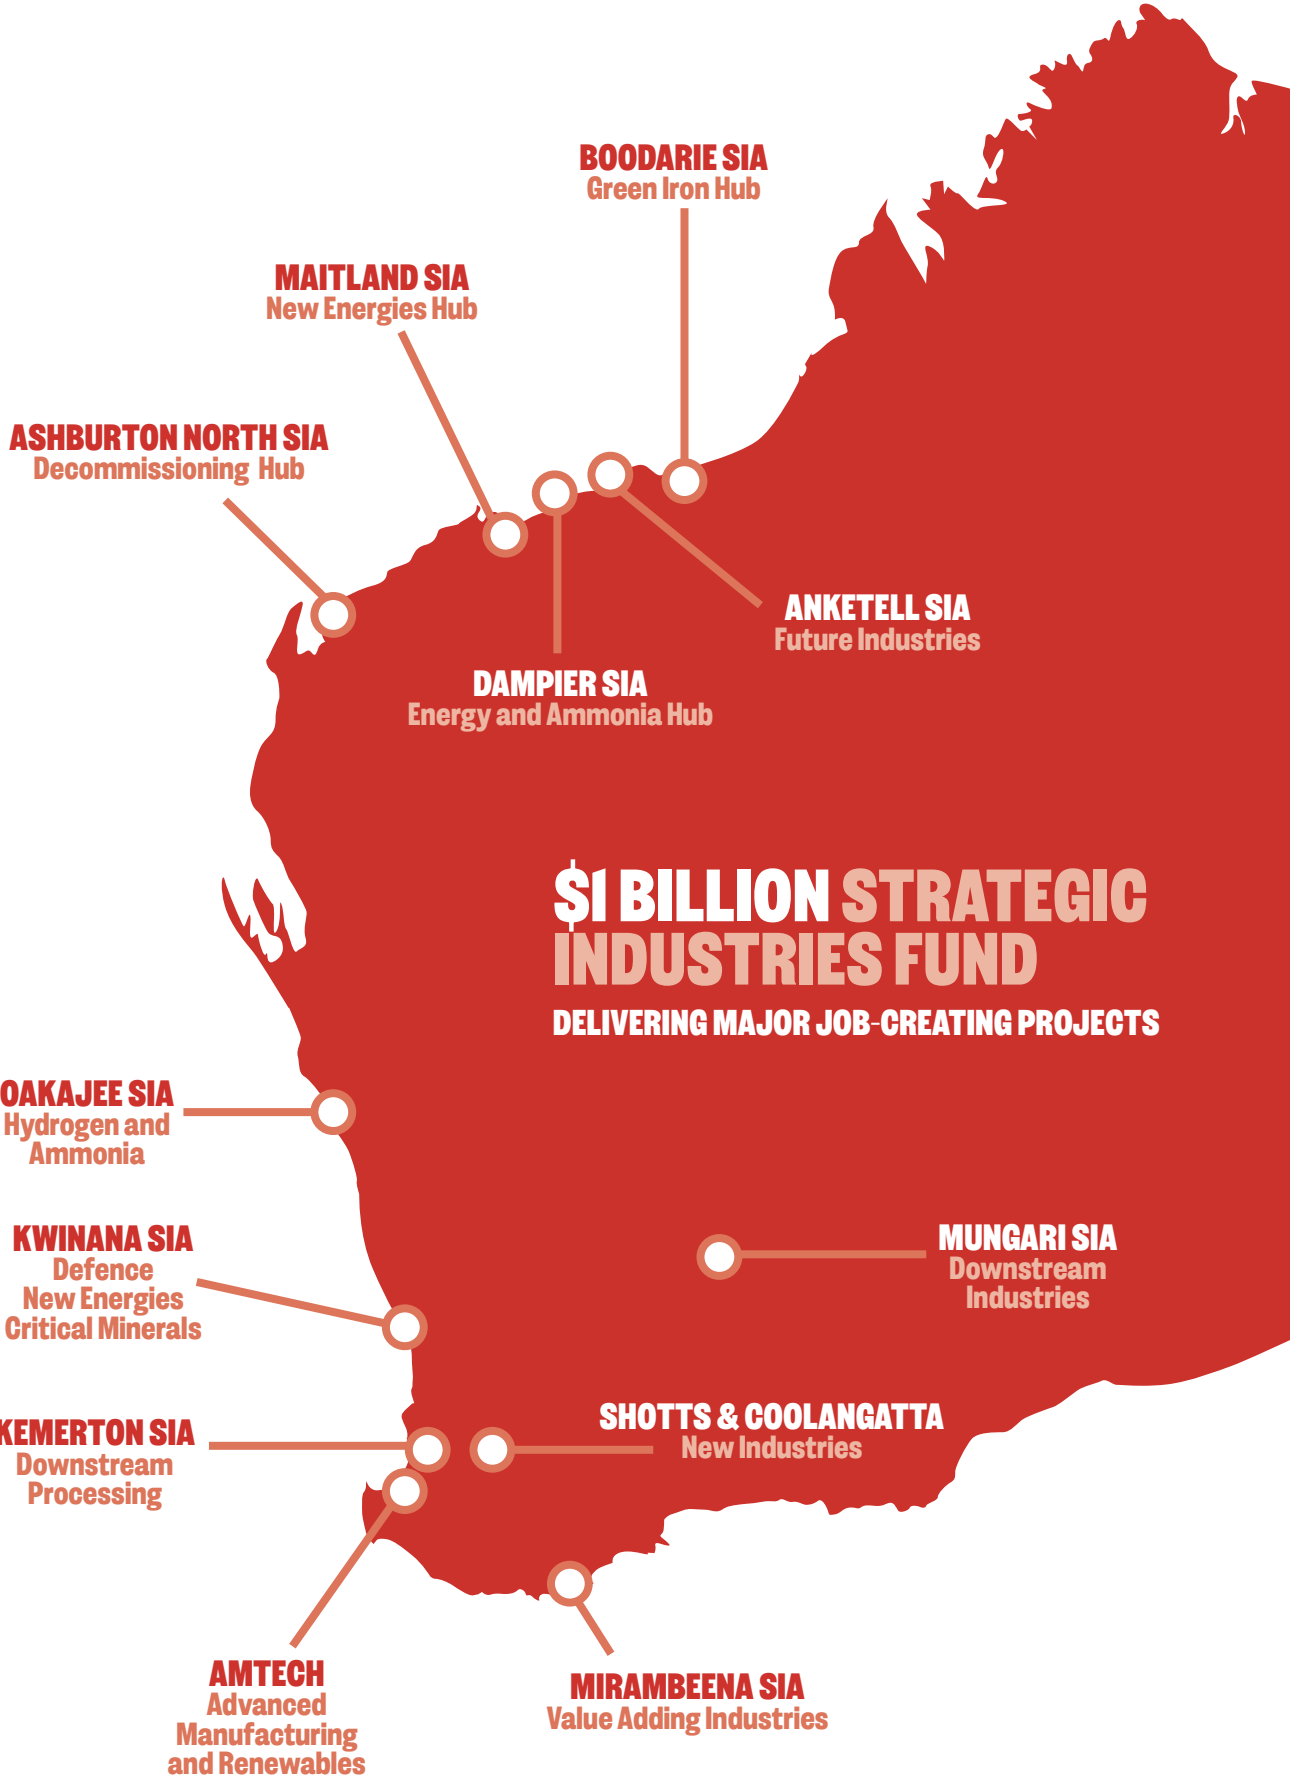 BOODARIE SIA
Green Iron Hub
MAITLAND SIA
New Energies Hub
ASHBURTON NORTH SIA
Decommissioning Hub
ANKETELL SIA
Future Industries
DAMPIER SIA
Energy and Ammonia Hub
$1 BILLION STRATEGIC
INDUSTRIES FUND
DELIVERING MAJOR JOB-CREATING PROJECTS
OAKAJEE SIA
Hydrogen and
Ammonia
KWINANA SIA
Defence
New Energies
Critical Minerals
MUNGARI SIA
Downstream
Industries
KEMERTON SIA
Downstream
Processing
SHOTTS & COOLANGATTA
New Industries
AMTECH
Advanced
Manufacturing
and Renewables
MIRAMBEENA SIA
Value Adding Industries